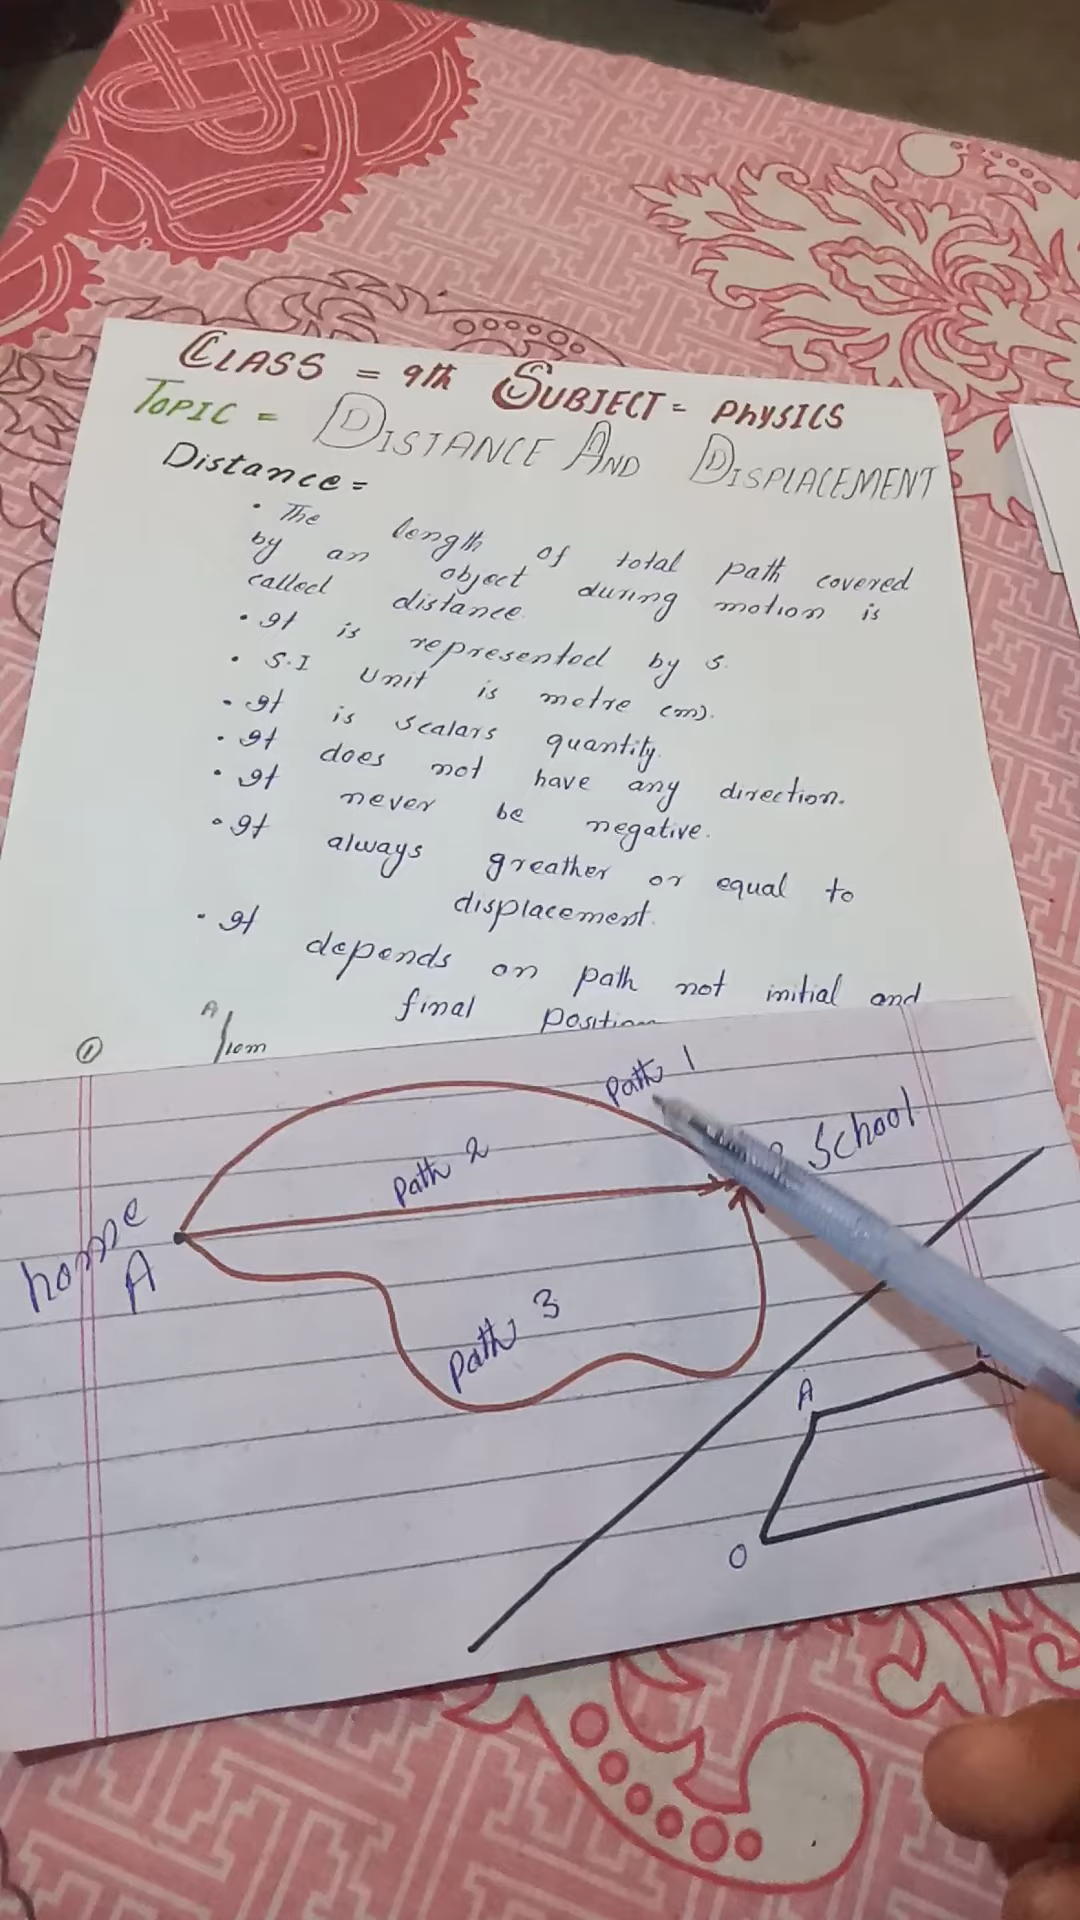 CLASS = 9th SUBJECT = PHYSICS
TOPIC = DISTANCE AND DISPLACEMENT
Distance =
• The length of total path covered
by an object during motion is
called distance.
• It is represented by s.
• S.I unit is metre (m).
• It is scalars quantity.
• It does not have any direction.
• It never be negative.
• It always greather or equal to
displacement.
• It depends on path not initial and
final position
A
① 10m
Path 1
School
Path 2
home
A
Path 3
A
O